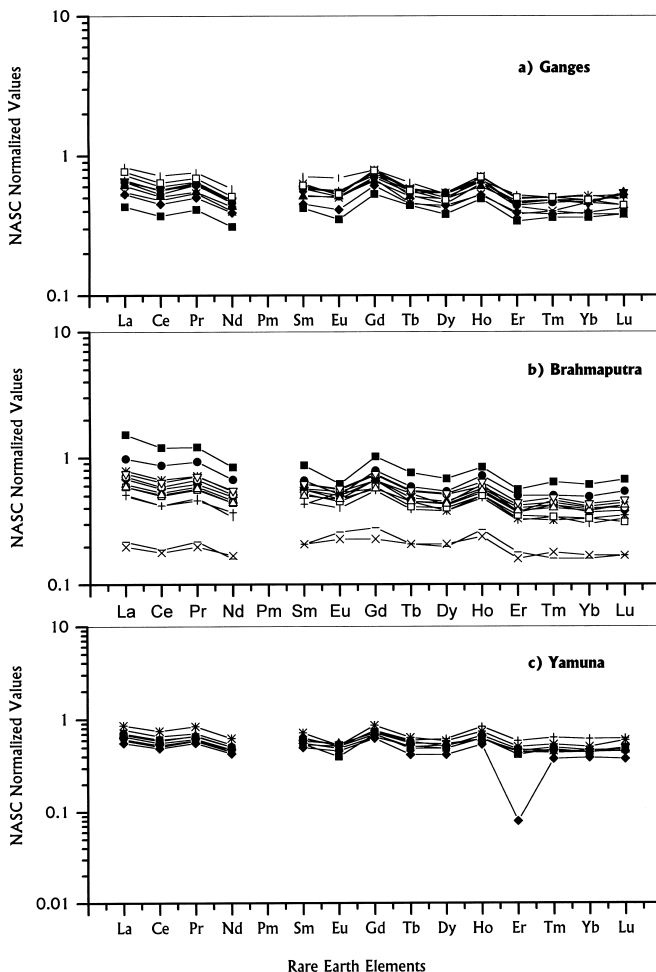 10
a) Ganges
NASC Normalized Values
1
0.1
La Ce Pr Nd Pm Sm Eu Gd Tb Dy Ho Er Tm Yb Lu
10
b) Brahmaputra
NASC Normalized Values
1
0.1
La Ce Pr Nd Pm Sm Eu Gd Tb Dy Ho Er Tm Yb Lu
10
c) Yamuna
NASC Normalized Values
1
0.1
0.01
La Ce Pr Nd Pm Sm Eu Gd Tb Dy Ho Er Tm Yb Lu
Rare Earth Elements